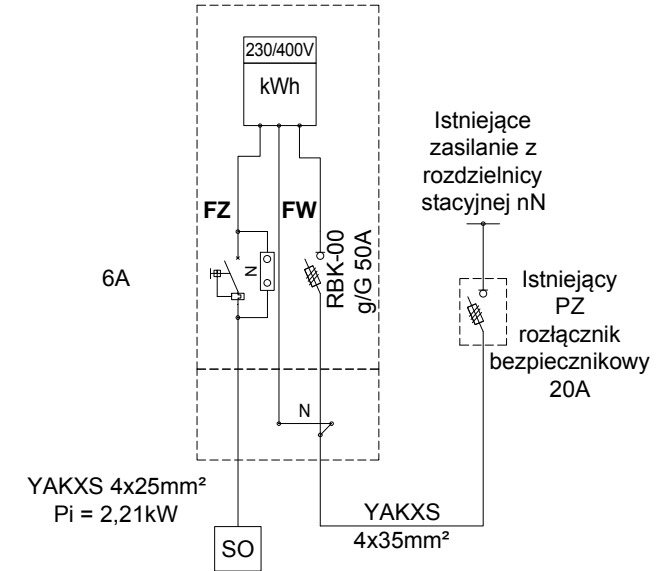 230/400V
kWh
Istniejące
zasilanie z
rozdzielnicy
stacyjnej nN
FZ
FW
N
RBK-00
g/G 50A
6A
Istniejący
PZ
rozłącznik
bezpiecznikowy
20A
N
YAKXS 4x25mm²
Pi = 2,21kW
YAKXS
4x35mm²
SO